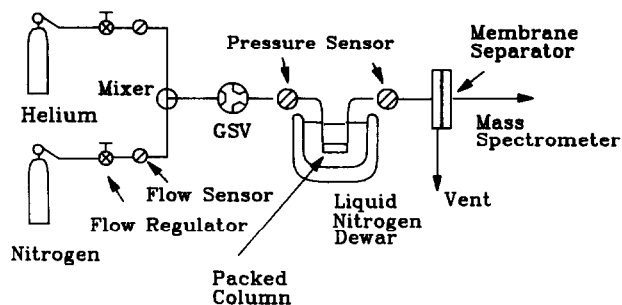 Helium
Mixer
GSV
Pressure Sensor
Membrane
Separator
Mass
Spectrometer
Vent
Flow Sensor
Flow Regulator
Nitrogen
Liquid
Nitrogen
Dewar
Packed
Column